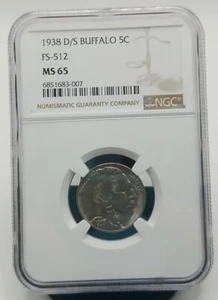 1938 D/S BUFFALO 5C
FS-512
MS 65
6851683-007
NUMISMATIC GUARANTY COMPANY
NGC